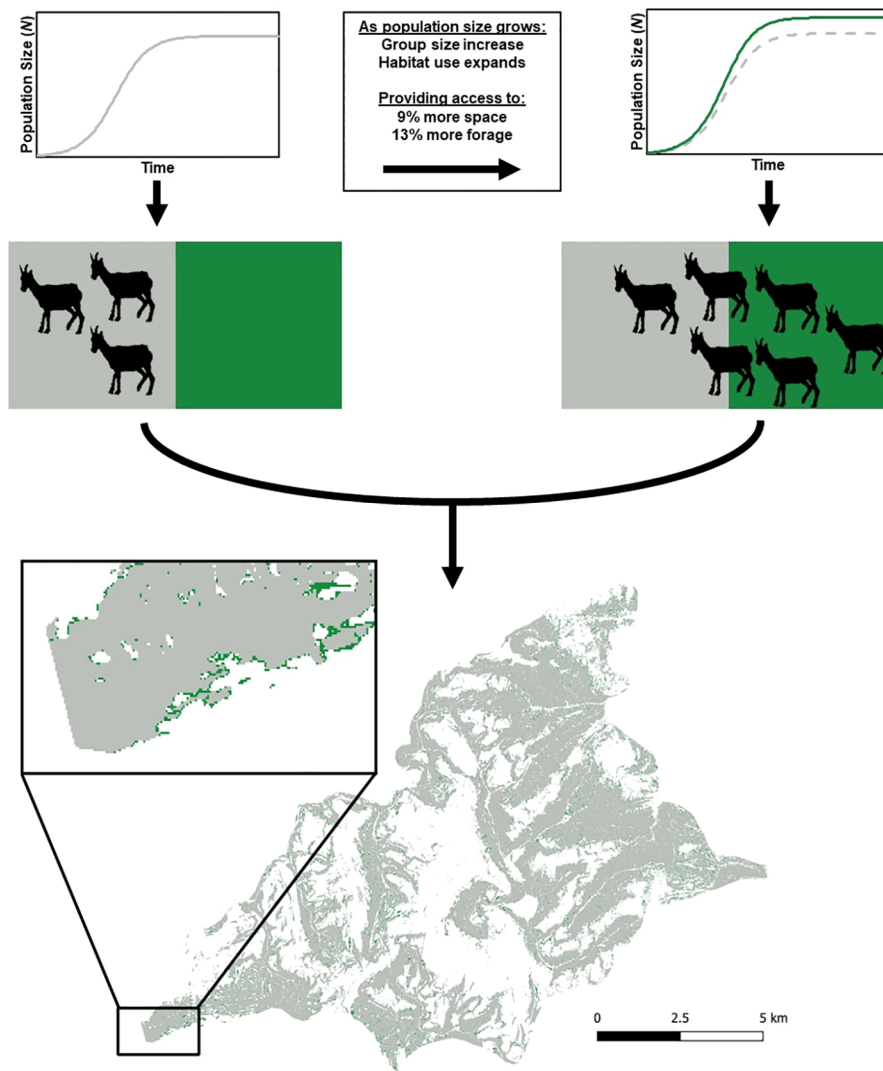 Population Size (N)
Time
As population size grows:
Group size increase
Habitat use expands
Providing access to:
9% more space
13% more forage
Population Size (N)
Time
0 2.5 5 km